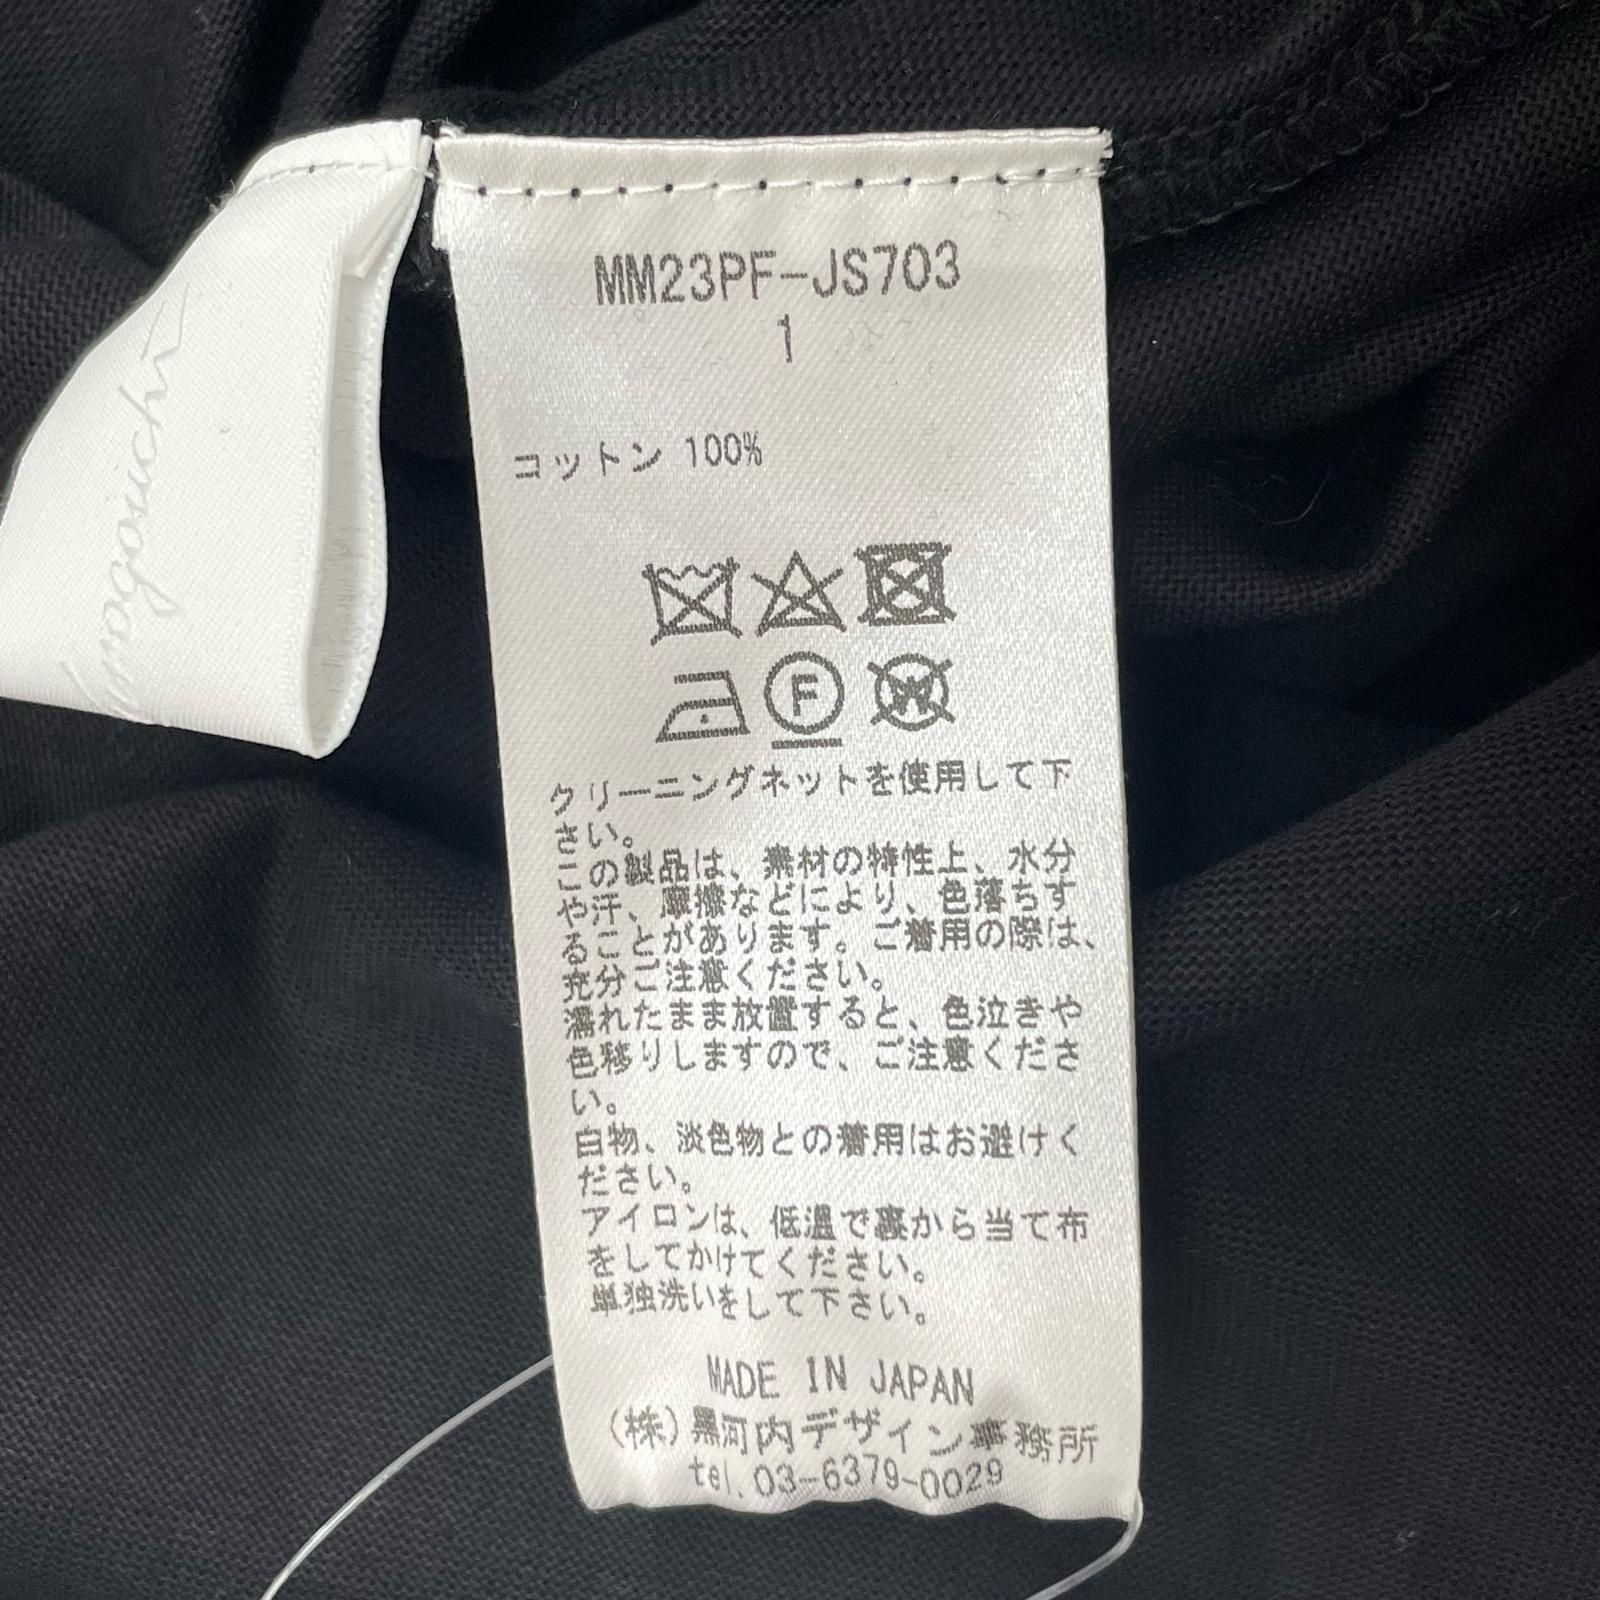 MM23PF-JS703
1
コットン 100%
F
W
クリーニングネットを使用して下
さい。
この製品は、素材の特性上、水分
や汗、摩擦などにより、色落ちす
ることがあります。ご着用の際は、
充分ご注意ください。
濡れたまま放置すると、色泣きや
色移りしますので、ご注意くださ
い。
白物、淡色物との着用はお避けく
ださい。
アイロンは、低温で裏から当て布
をしてかけてください。
単独洗いをして下さい。
MADE IN JAPAN
(株)黒河内デザイン事務所
tel.03-6379-0029